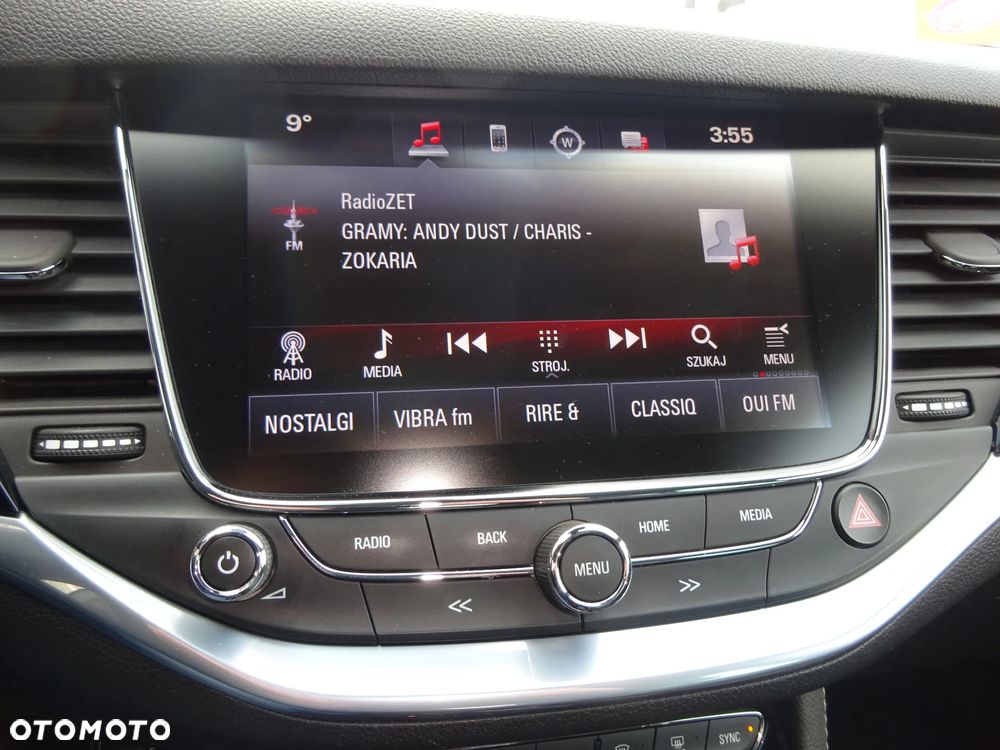 9°
W
3:55
RadioZET
GRAMY: ANDY DUST / CHARIS -
ZOKARIA
FM
RADIO
MEDIA
STROJ.
SZUKAJ
MENU
NOSTALGI
VIBRA fm
RIRE &
CLASSIQ
OUI FM
RADIO
BACK
MENU
HOME
MEDIA
SYNC
OTOMOTO